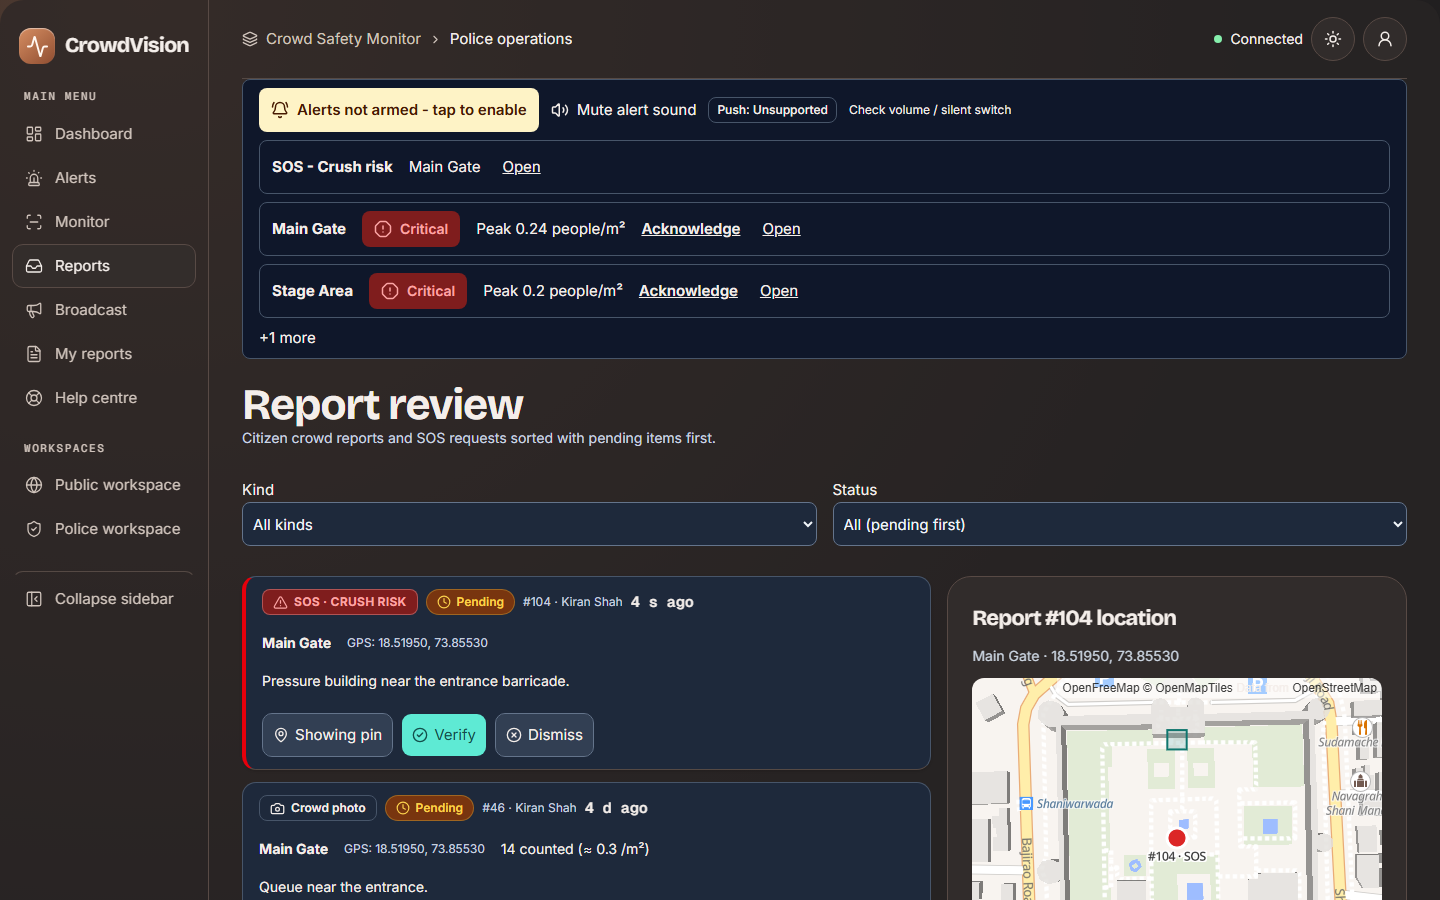 CrowdVision
MAIN MENU
Dashboard
Alerts
Monitor
Reports
Broadcast
My reports
Help centre
WORKSPACES
Public workspace
Police workspace
Collapse sidebar
Crowd Safety Monitor › Police operations
Connected
Alerts not armed - tap to enable Mute alert sound Push: Unsupported Check volume / silent switch
SOS - Crush risk Main Gate Open
Main Gate Critical Peak 0.24 people/m² Acknowledge Open
Stage Area Critical Peak 0.2 people/m² Acknowledge Open
+1 more
Report review
Citizen crowd reports and SOS requests sorted with pending items first.
Kind
All kinds
Status
All (pending first)
SOS · CRUSH RISK Pending #104 · Kiran Shah 4 s ago
Main Gate GPS: 18.51950, 73.85530
Pressure building near the entrance barricade.
Showing pin Verify Dismiss
Crowd photo Pending #46 · Kiran Shah 4 d ago
Main Gate GPS: 18.51950, 73.85530 14 counted (≈ 0.3 /m²)
Queue near the entrance.
Report #104 location
Main Gate · 18.51950, 73.85530
OpenFreeMap © OpenMapTiles Data from OpenStreetMap
Sudamache
Navagrah
Shani Man
Shaniwarwada
#104 · SOS
Bajirao Roa